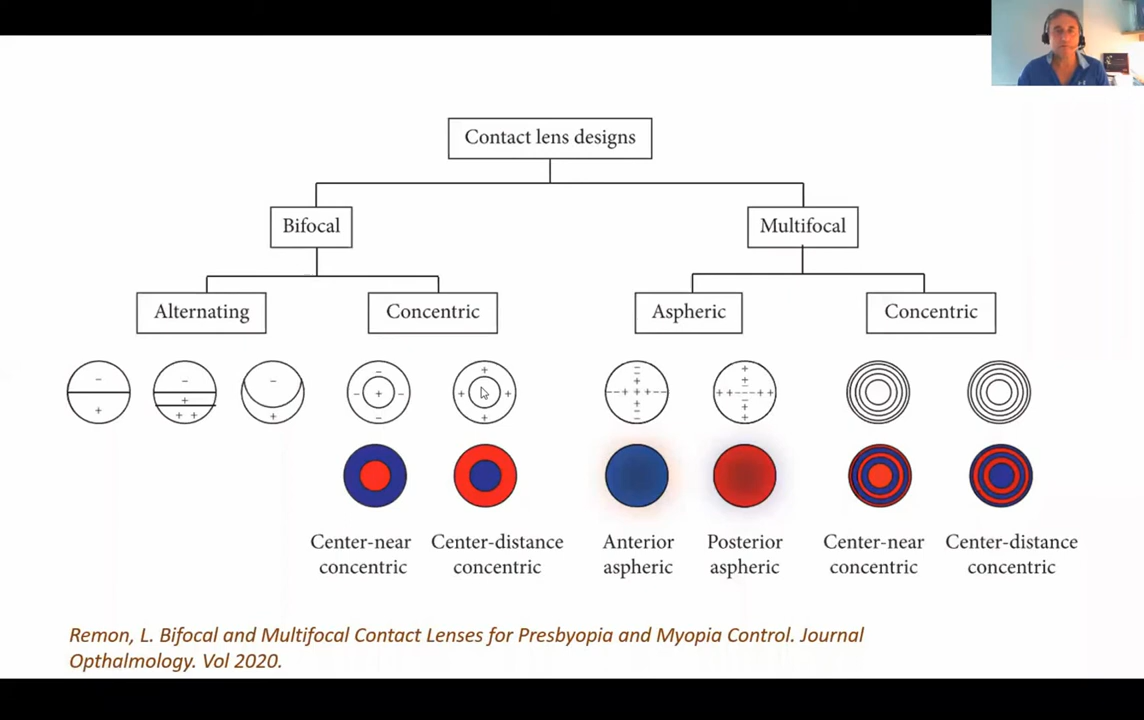 Contact lens designs
Bifocal
Multifocal
Alternating
Concentric
Aspheric
Concentric
Center-near
concentric
Center-distance
concentric
Anterior
aspheric
Posterior
aspheric
Center-near
concentric
Center-distance
concentric
Remon, L. Bifocal and Multifocal Contact Lenses for Presbyopia and Myopia Control. Journal
Opthalmology. Vol 2020.